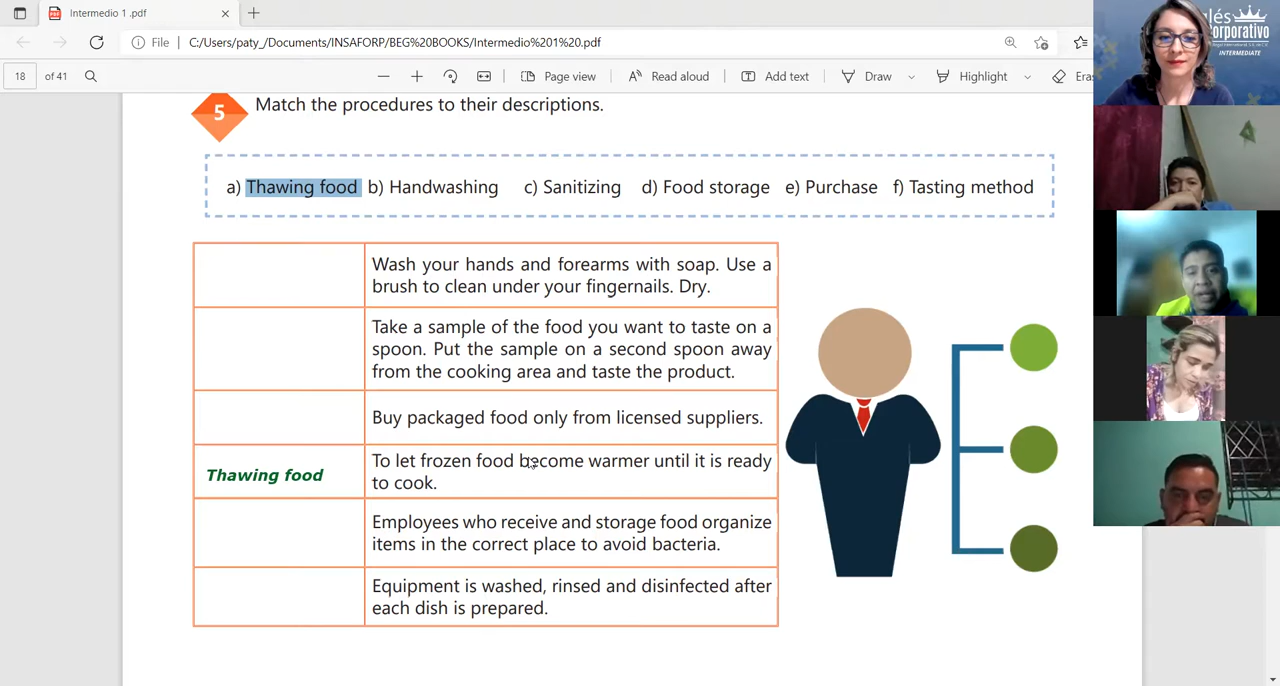 Intermedio 1 .pdf
File C:/Users/paty_/Documents/INSAFORP/BEG%20BOOKS/Intermedio%201%20.pdf
18 of 41 Page view Read aloud Add text Draw Highlight
5 Match the procedures to their descriptions.
a) Thawing food b) Handwashing c) Sanitizing d) Food storage e) Purchase f) Tasting method
Wash your hands and forearms with soap. Use a
brush to clean under your fingernails. Dry.
Take a sample of the food you want to taste on a
spoon. Put the sample on a second spoon away
from the cooking area and taste the product.
Buy packaged food only from licensed suppliers.
Thawing food
To let frozen food become warmer until it is ready
to cook.
Employees who receive and storage food organize
items in the correct place to avoid bacteria.
Equipment is washed, rinsed and disinfected after
each dish is prepared.
INTERMEDIATE